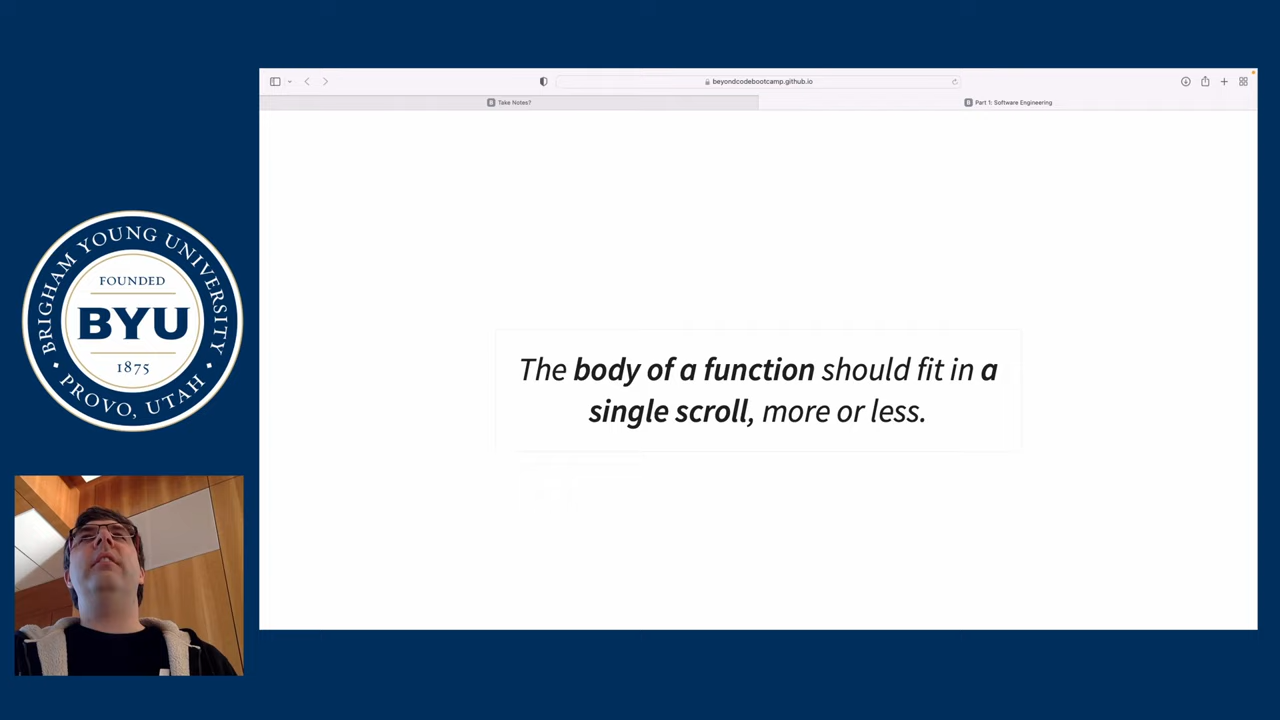 beyondcodebootcamp.github.io
Take Notes?
Part 1: Software Engineering
The body of a function should fit in a
single scroll, more or less.
BRIGHAM YOUNG UNIVERSITY
FOUNDED
BYU
1875
PROVO, UTAH